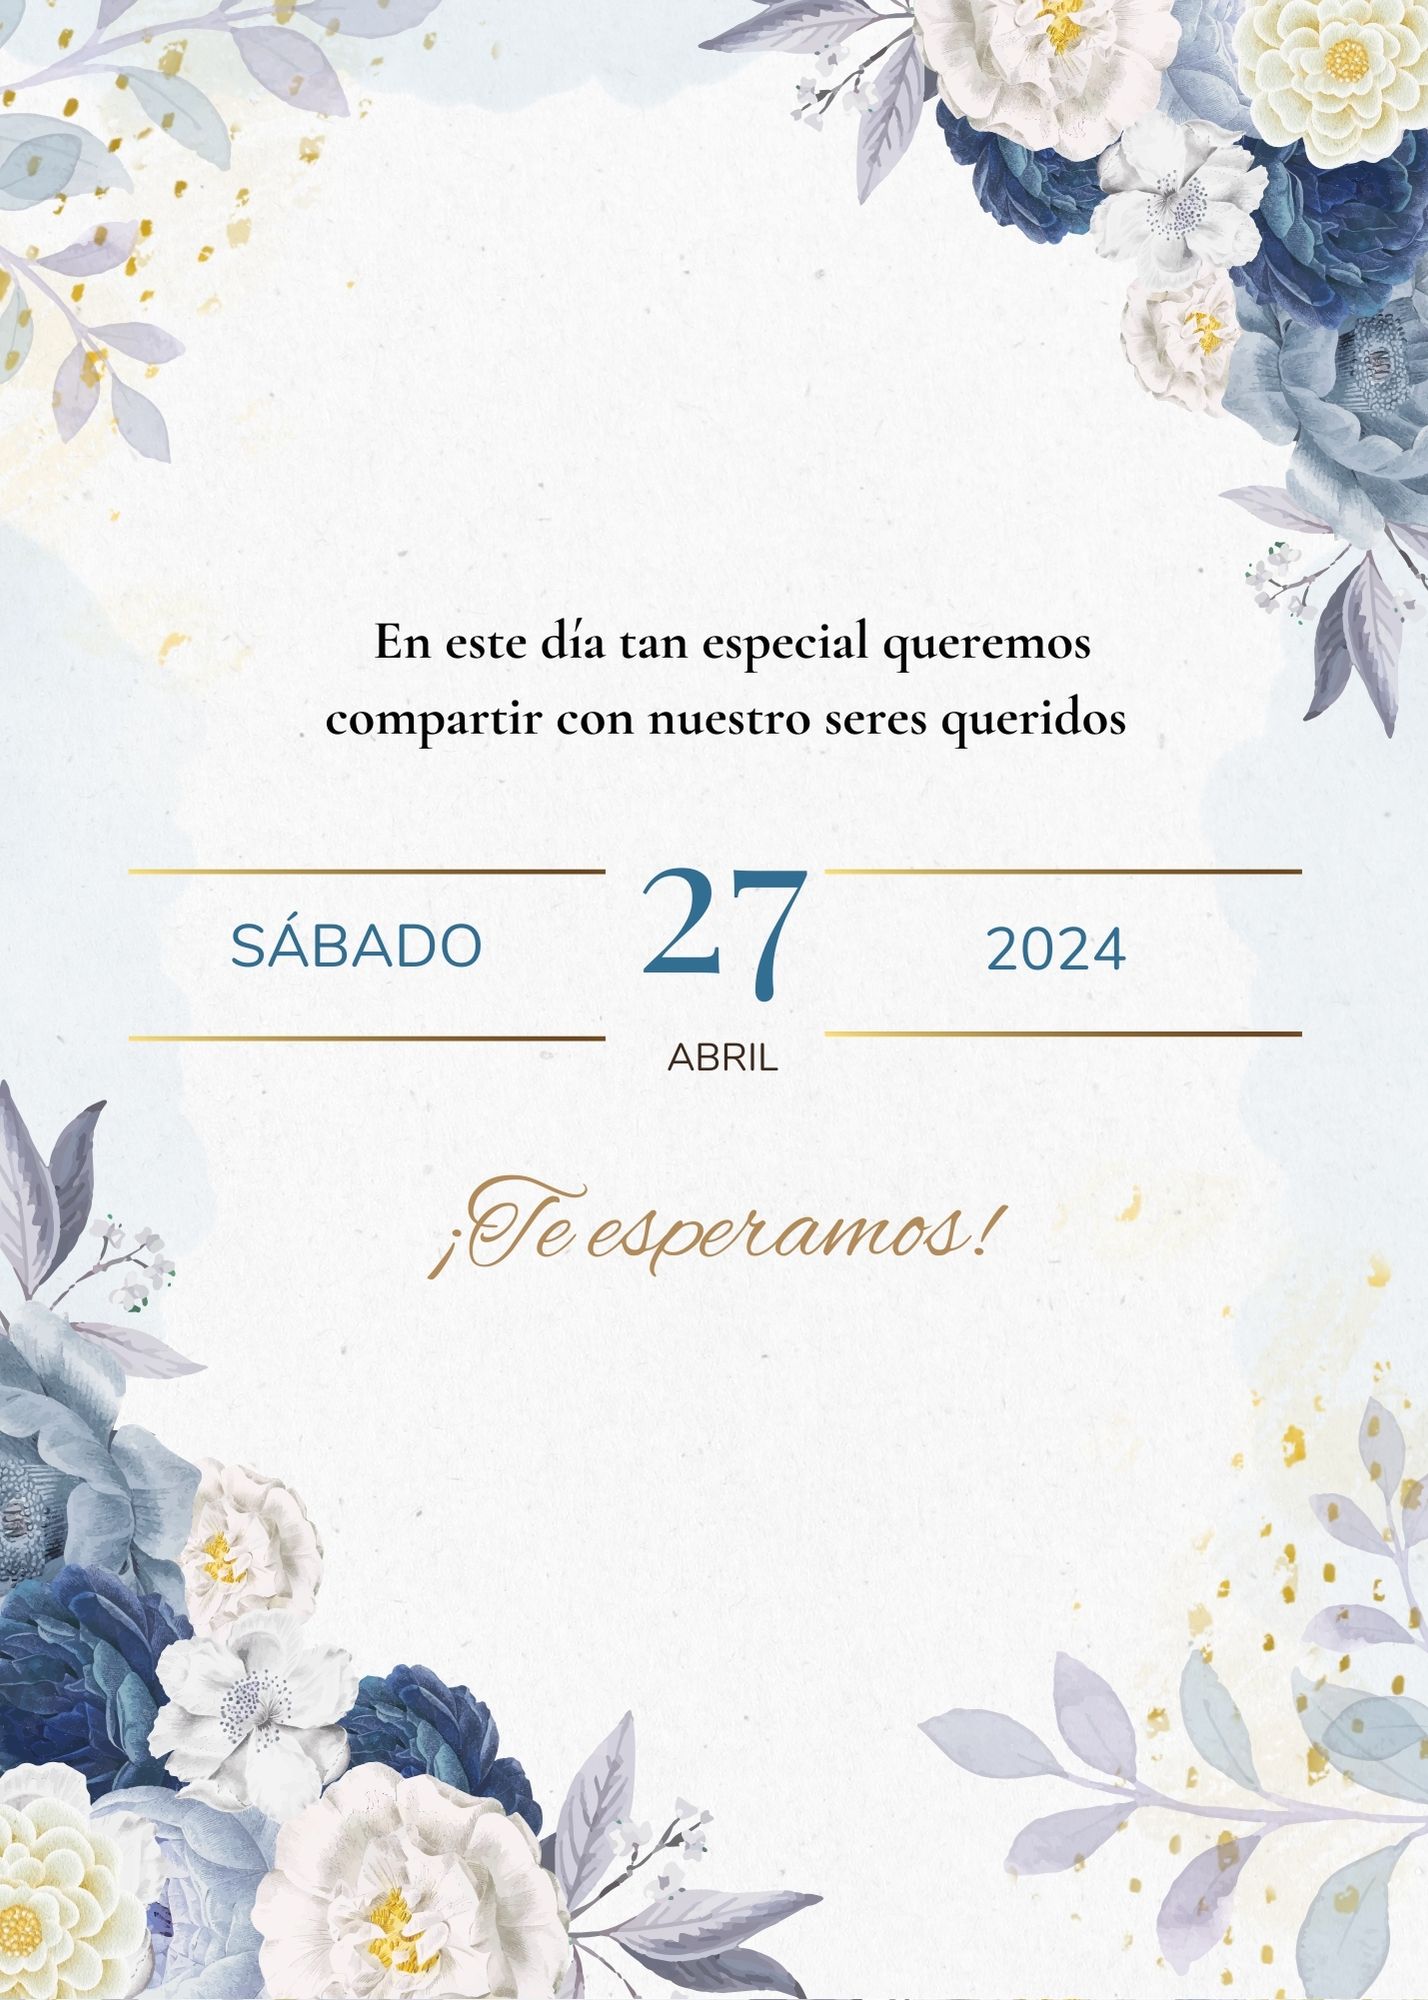 En este día tan especial queremos
compartir con nuestro seres queridos
SÁBADO
27
2024
ABRIL
¡Te esperamos!